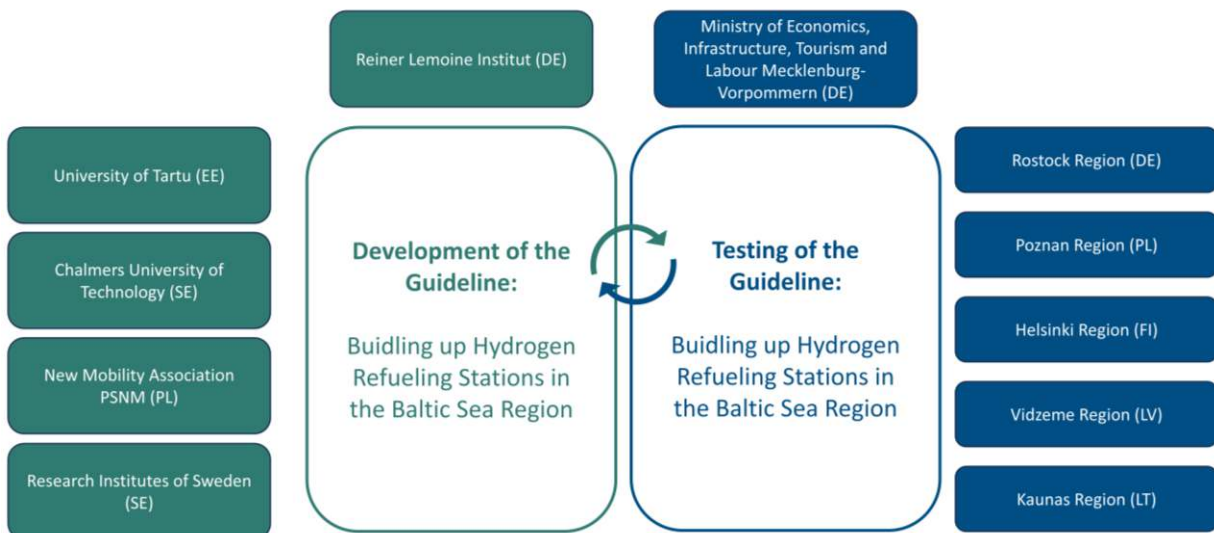 Reiner Lemoine Institut (DE)
Ministry of Economics,
Infrastructure, Tourism and
Labour Mecklenburg-
Vorpommern (DE)
University of Tartu (EE)
Chalmers University of
Technology (SE)
New Mobility Association
PSNM (PL)
Research Institutes of Sweden
(SE)
Development of the
Guideline:
Buidling up Hydrogen
Refueling Stations in
the Baltic Sea Region
Testing of the
Guideline:
Buidling up Hydrogen
Refueling Stations in
the Baltic Sea Region
Rostock Region (DE)
Poznan Region (PL)
Helsinki Region (FI)
Vidzeme Region (LV)
Kaunas Region (LT)